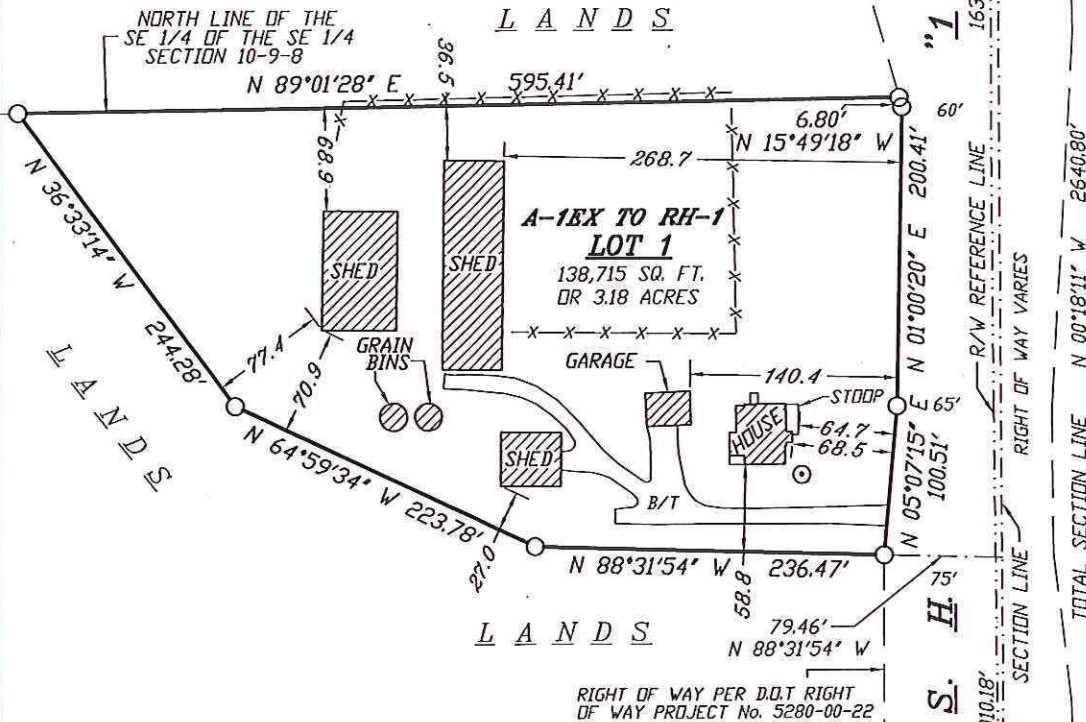 NORTH LINE OF THE
SE 1/4 OF THE SE 1/4
SECTION 10-9-8
L A N D S
"1
163
N 89°01'28" E 595.41'
36.5
60'
6.80'
N 15°49'18" W
68.9
268.7
N 36°33'14" W 244.28'
A-1EX TO RH-1
LOT 1
138,715 SQ. FT.
OR 3.18 ACRES
SHED
SHED
N 01°00'20" E 200.41'
R/W REFERENCE LINE
RIGHT OF WAY VARIES
TOTAL SECTION LINE N 00°18'11" W 2640.80'
77.4
70.9
GRAIN
BINS
GARAGE
140.4
STOOP
65'
L A N D S
HOUSE
64.7
68.5
SHED
N 64°59'34" W 223.78'
B/T
N 05°07'15" E
100.51'
27.0
N 88°31'54" W 236.47'
58.8
75'
SECTION LINE
S. H.
L A N D S
79.46'
N 88°31'54" W
RIGHT OF WAY PER D.O.T RIGHT
OF WAY PROJECT No. 5280-00-22
010.18'